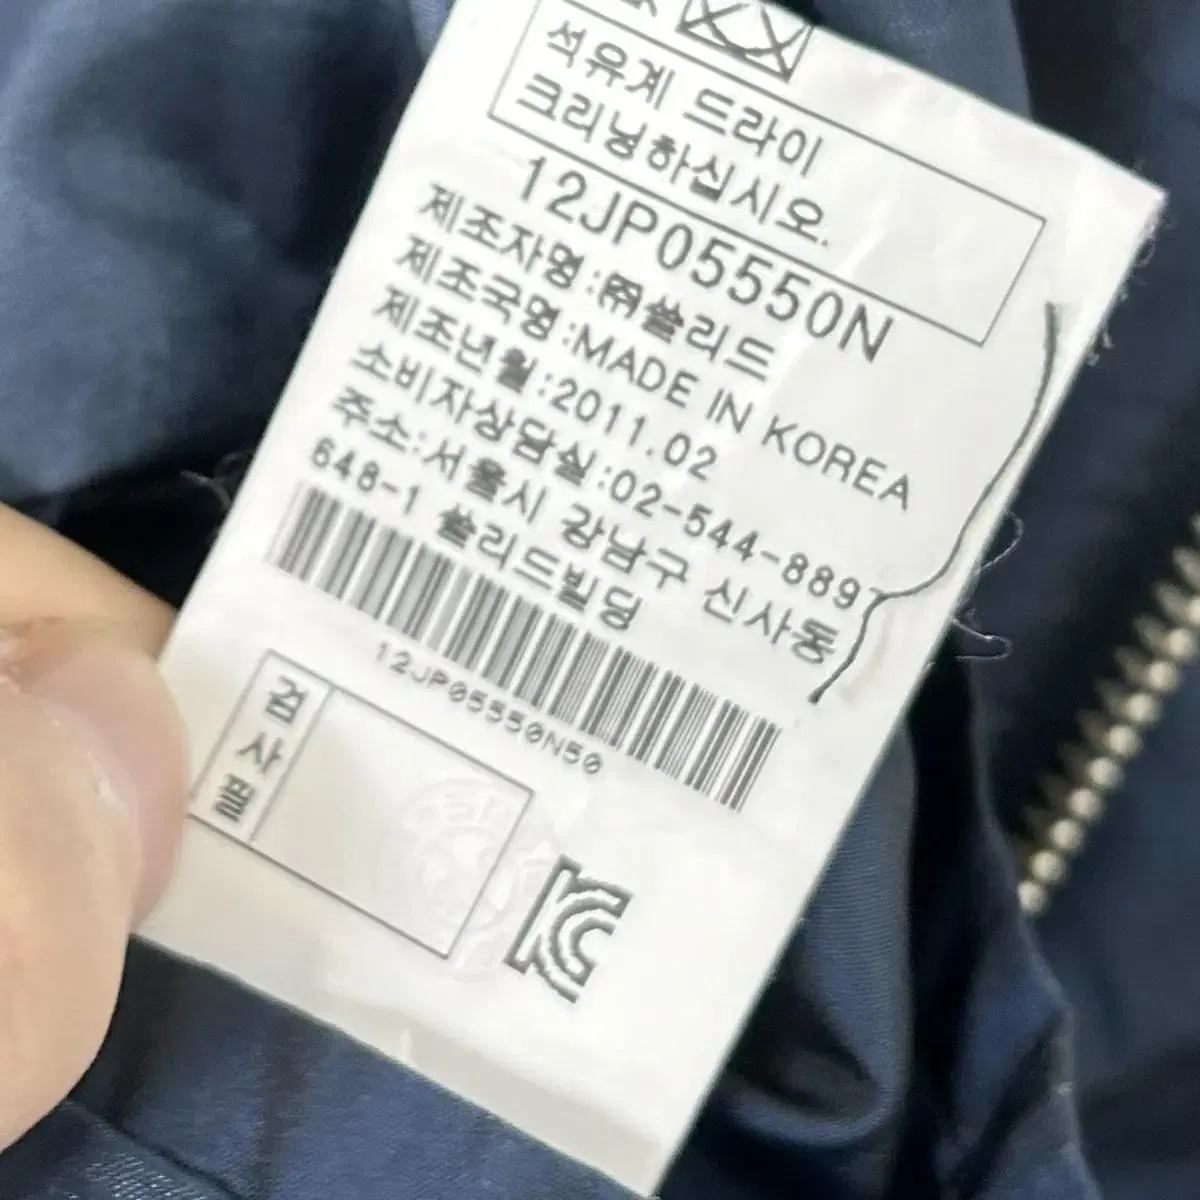 석유계 드라이
크리닝하십시오.
12JP05550N
제조자명:㈜쏠리드
제조국명:MADE IN KOREA
제조년월:2011.02
소비자상담실:02-544-8897
주소:서울시 강남구 신사동
648-1 쏠리드빌딩
12JP05550N50
검사필
KC